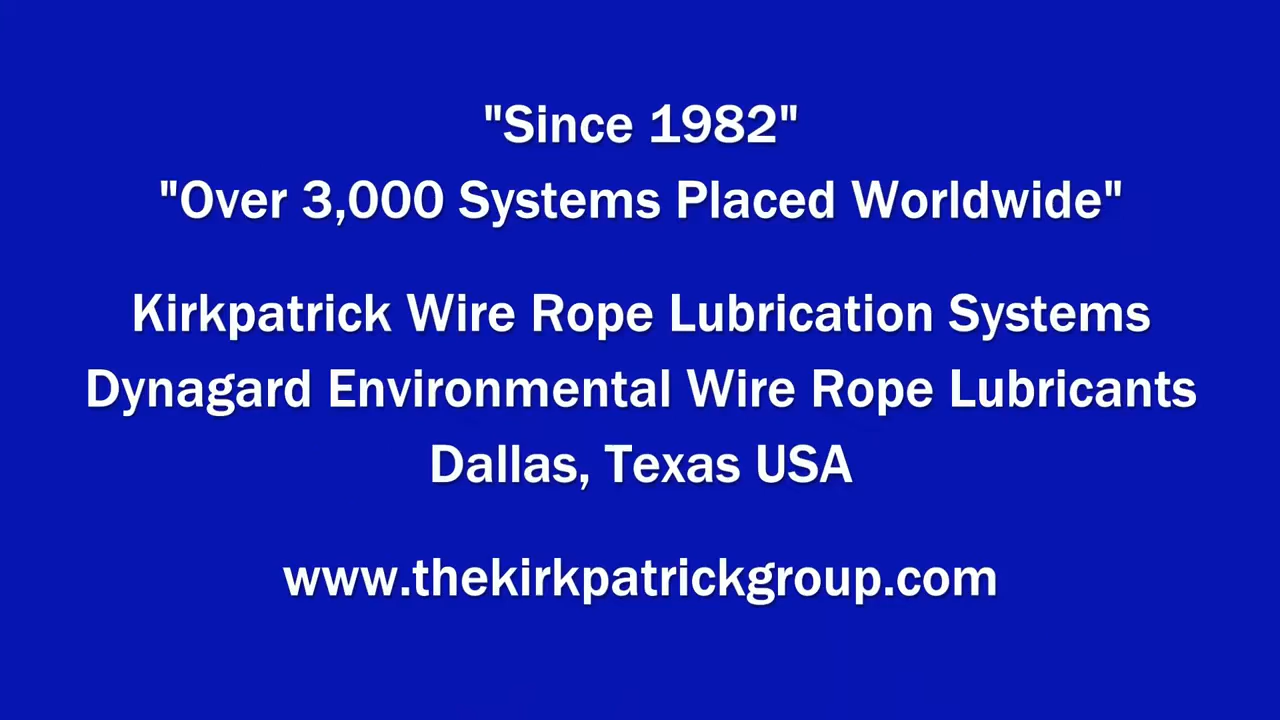 "Since 1982"
"Over 3,000 Systems Placed Worldwide"
Kirkpatrick Wire Rope Lubrication Systems
Dynagard Environmental Wire Rope Lubricants
Dallas, Texas USA
www.thekirkpatrickgroup.com